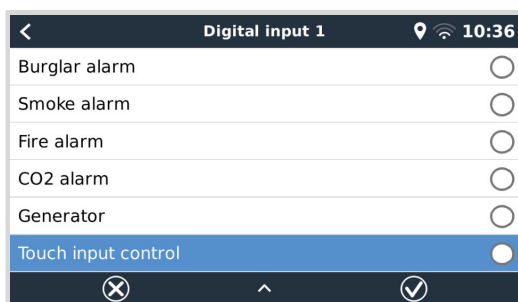 Digital input 1 10:36
Burglar alarm
Smoke alarm
Fire alarm
CO2 alarm
Generator
Touch input control